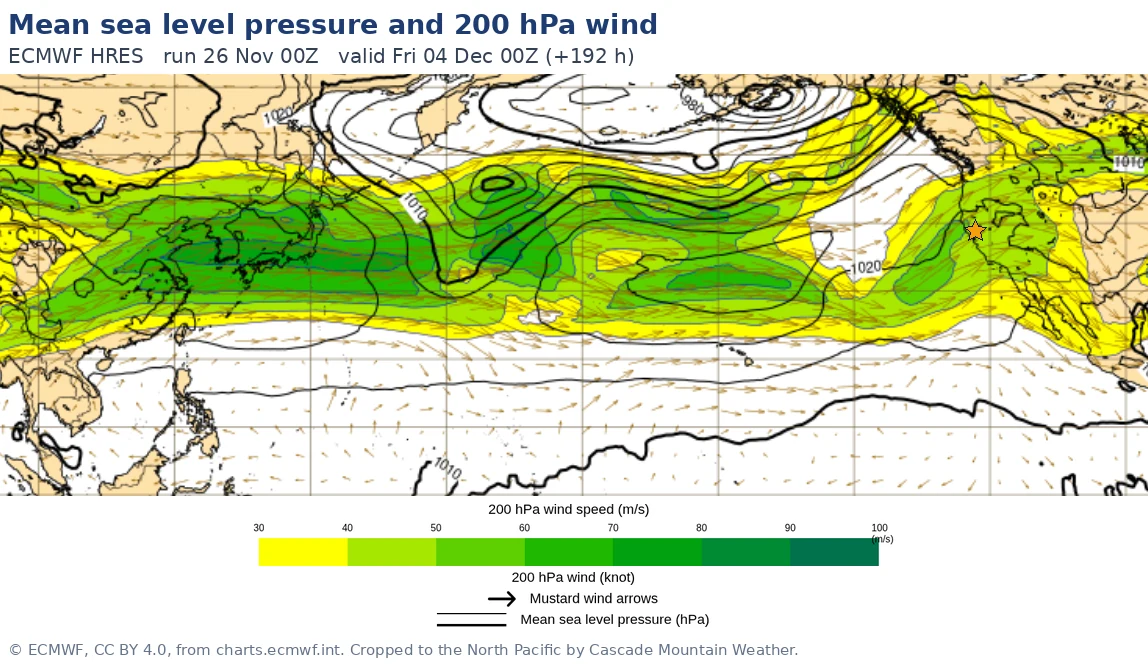 Mean sea level pressure and 200 hPa wind
ECMWF HRES run 26 Nov 00Z valid Fri 04 Dec 00Z (+192 h)
1020
980
1010
1010
1020
1010
200 hPa wind speed (m/s)
30 40 50 60 70 80 90 100
(m/s)
200 hPa wind (knot)
Mustard wind arrows
Mean sea level pressure (hPa)
© ECMWF, CC BY 4.0, from charts.ecmwf.int. Cropped to the North Pacific by Cascade Mountain Weather.